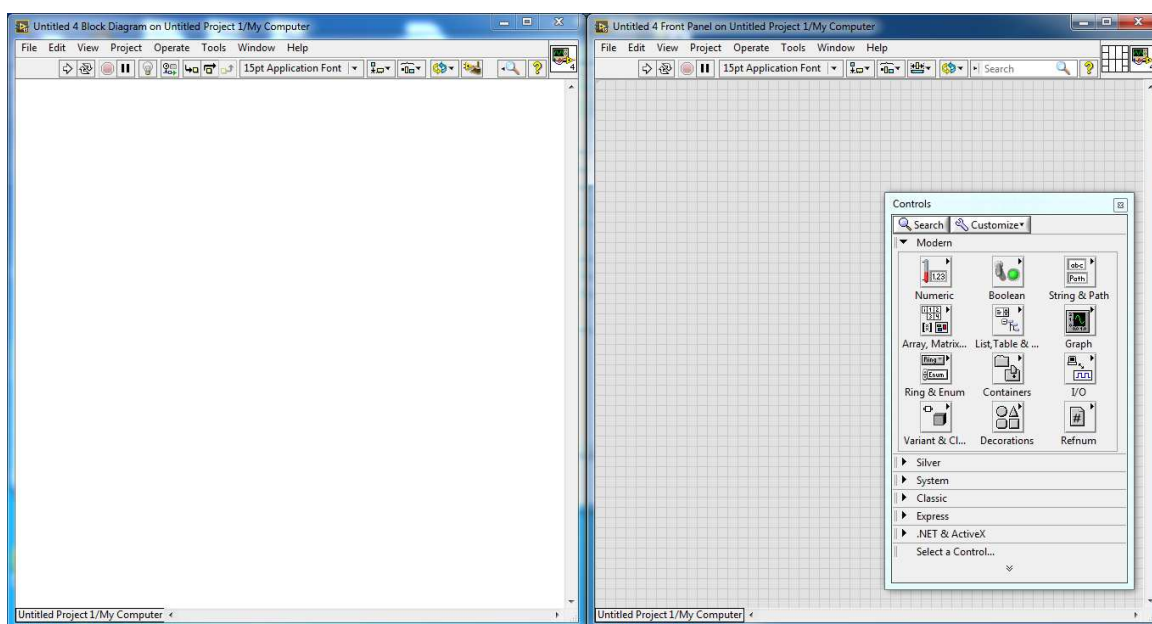 Untitled 4 Block Diagram on Untitled Project 1/My Computer
File Edit View Project Operate Tools Window Help
15pt Application Font
4
Untitled Project 1/My Computer
Untitled 4 Front Panel on Untitled Project 1/My Computer
File Edit View Project Operate Tools Window Help
15pt Application Font
Search
Controls
Search Customize
Modern
Numeric Boolean String & Path
Array, Matrix... List, Table & ... Graph
Ring & Enum Containers I/O
Variant & Cl... Decorations Refnum
Silver
System
Classic
Express
.NET & ActiveX
Select a Control...
Untitled Project 1/My Computer